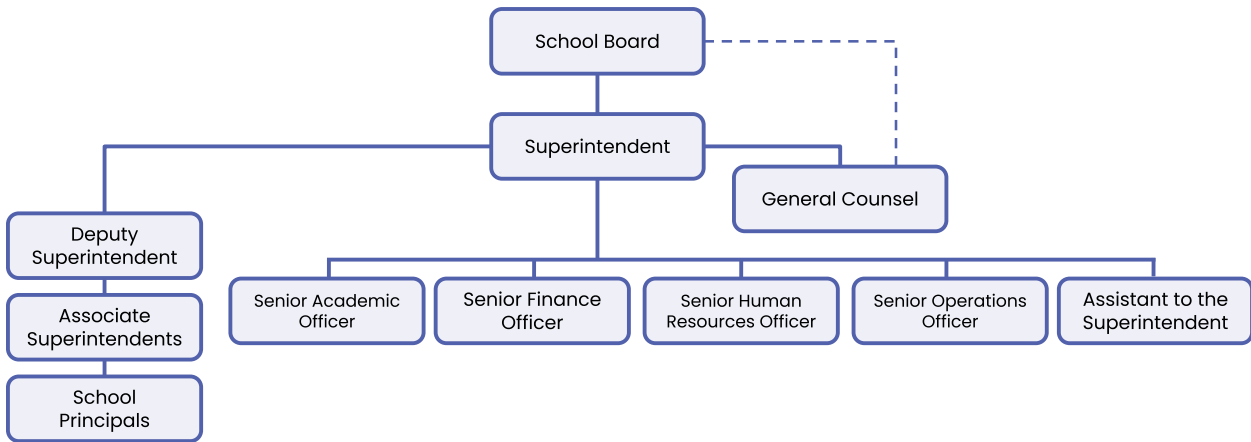 School Board
Superintendent
General Counsel
Deputy
Superintendent
Associate
Superintendents
School
Principals
Senior Academic
Officer
Senior Finance
Officer
Senior Human
Resources Officer
Senior Operations
Officer
Assistant to the
Superintendent